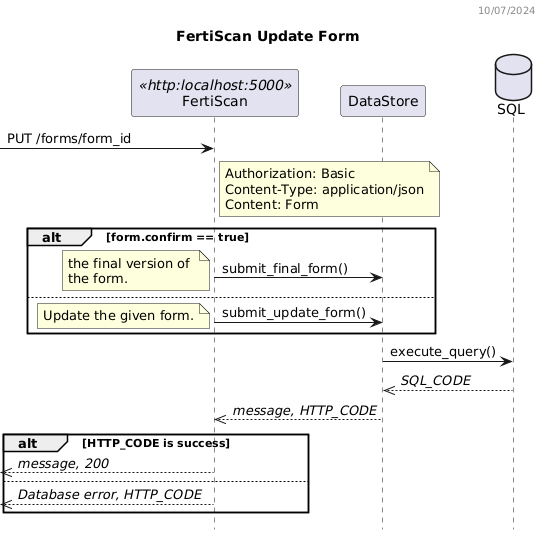 10/07/2024
FertiScan Update Form
«http:localhost:5000»
FertiScan
DataStore
SQL
PUT /forms/form_id
Authorization: Basic
Content-Type: application/json
Content: Form
alt [form.confirm == true]
the final version of
the form.
submit_final_form()
Update the given form.
submit_update_form()
execute_query()
SQL_CODE
message, HTTP_CODE
alt [HTTP_CODE is success]
message, 200
Database error, HTTP_CODE